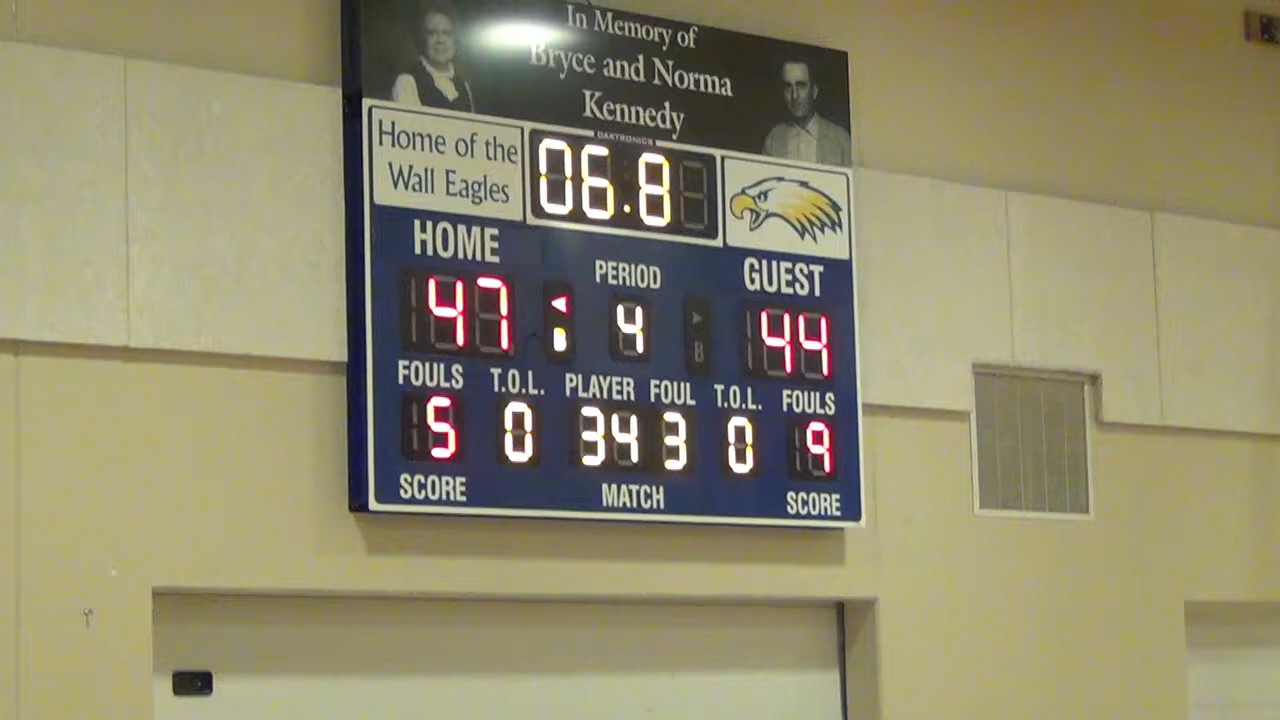 In Memory of
Bryce and Norma
Kennedy
DAKTRONICS
Home of the
Wall Eagles
06.8
HOME
PERIOD
GUEST
47
4
44
B
B
FOULS
T.O.L.
PLAYER
FOUL
T.O.L.
FOULS
5
0
34
3
0
9
SCORE
MATCH
SCORE